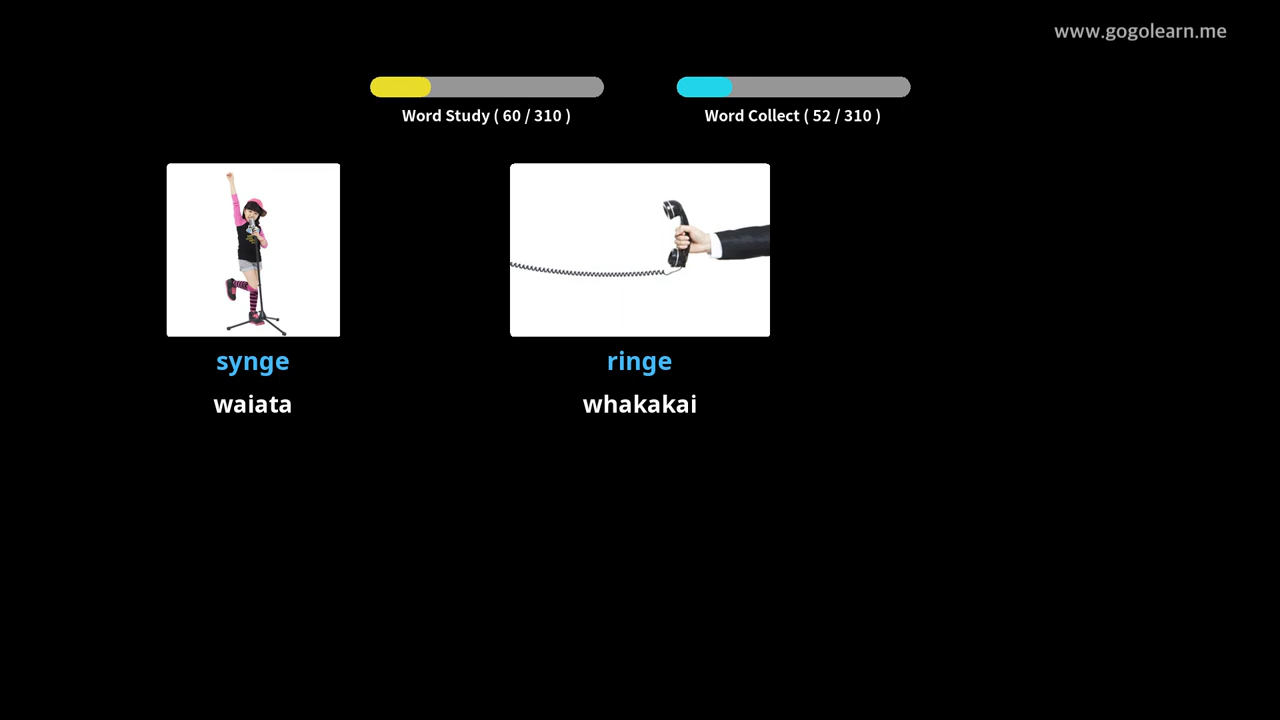 www.gogolearn.me
Word Study ( 60 / 310 )
Word Collect ( 52 / 310 )
synge
ringe
waiata
whakakai